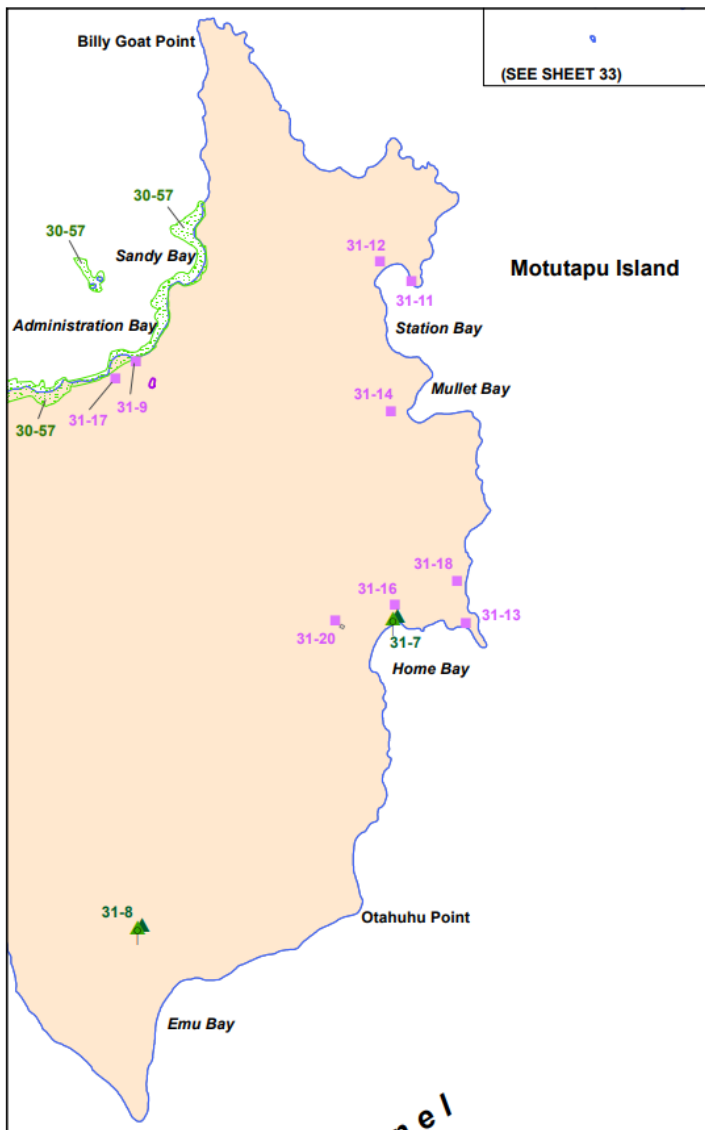 Billy Goat Point
(SEE SHEET 33)
30-57
30-57
Sandy Bay
31-12
Motutapu Island
31-11
Administration Bay
Station Bay
Mullet Bay
31-14
31-9
31-17
30-57
31-18
31-16
31-13
31-20
31-7
Home Bay
31-8
Otahuhu Point
Emu Bay
nel